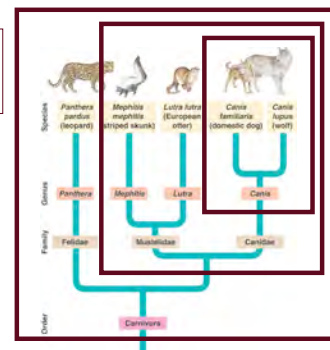 Species
Panthera pardus (leopard)
Mephitis mephitis (striped skunk)
Lutra lutra (European otter)
Canis familiaris (domestic dog)
Canis lupus (wolf)
Genus
Panthera
Mephitis
Lutra
Canis
Family
Felidae
Mustelidae
Canidae
Order
Carnivora